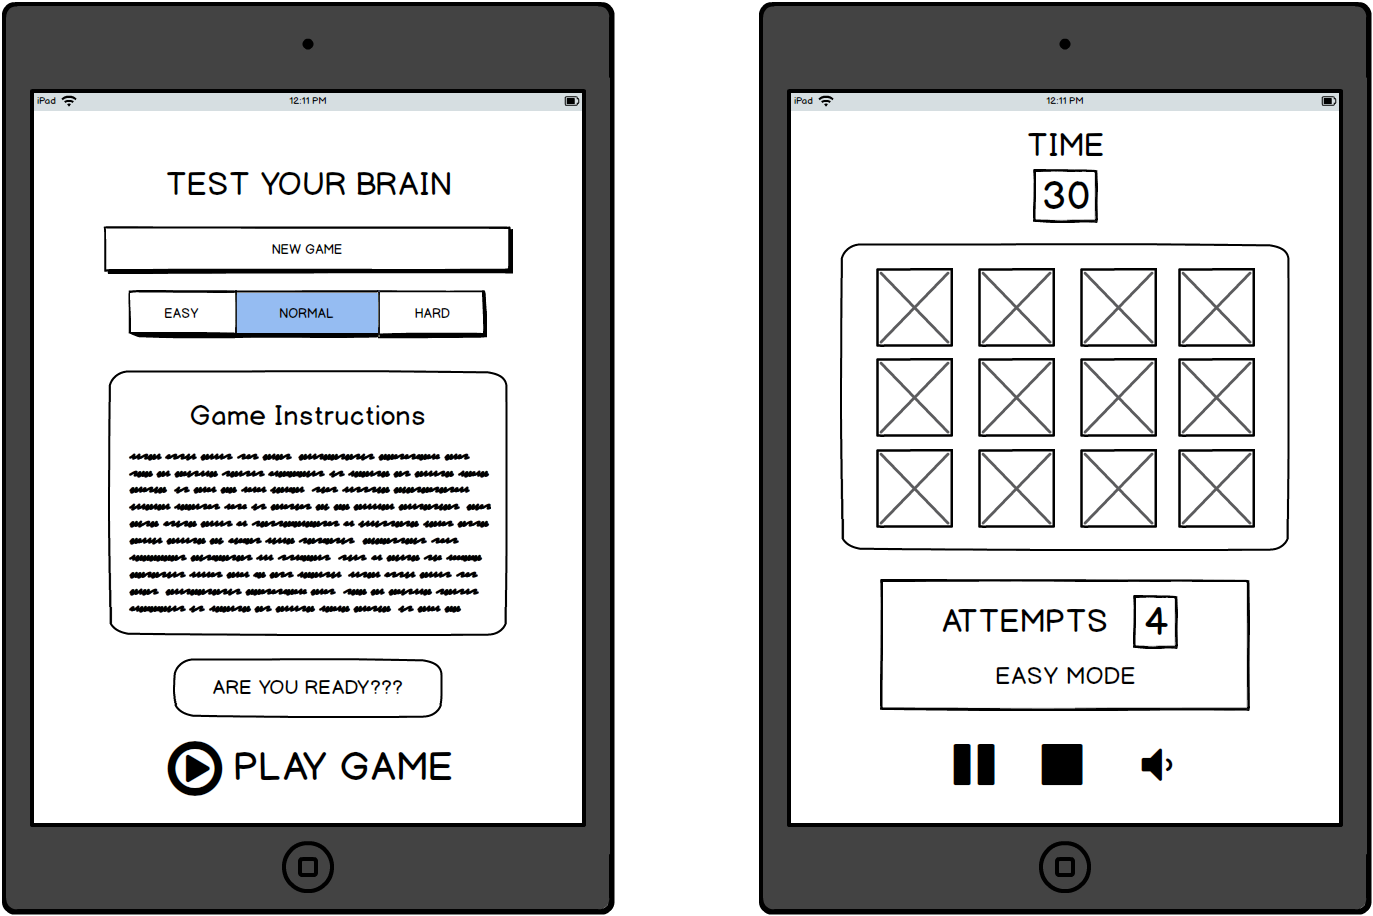 iPad 12:11 PM
TEST YOUR BRAIN
NEW GAME
EASY NORMAL HARD
Game Instructions
ARE YOU READY???
PLAY GAME
iPad 12:11 PM
TIME
30
ATTEMPTS 4
EASY MODE